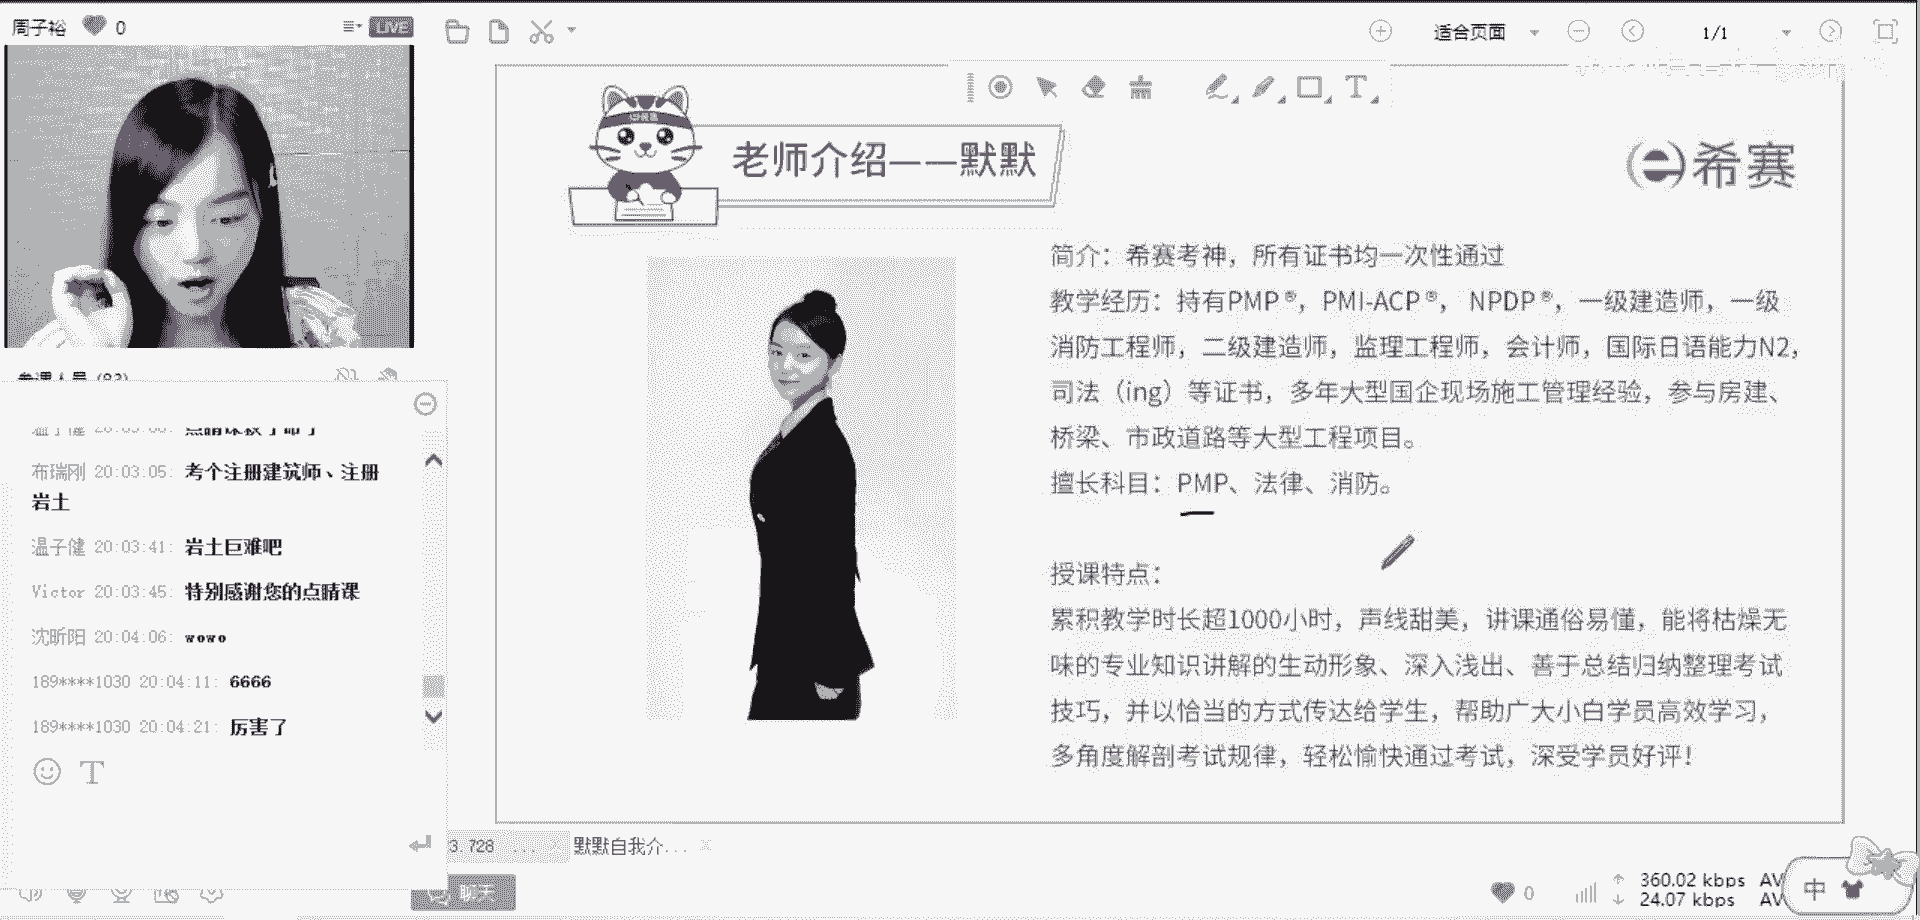 周子裕 0 LIVE
适合页面 1/1
老师介绍——默默
希赛
简介：希赛考神，所有证书均一次性通过
教学经历：持有PMP®，PMI-ACP®，NPDP®，一级建造师，一级
消防工程师，二级建造师，监理工程师，会计师，国际日语能力N2，
司法（ing）等证书，多年大型国企现场施工管理经验，参与房建、
桥梁、市政道路等大型工程项目。
擅长科目：PMP、法律、消防。
授课特点：
累积教学时长超1000小时，声线甜美，讲课通俗易懂，能将枯燥无
味的专业知识讲解的生动形象、深入浅出、善于总结归纳整理考试
技巧，并以恰当的方式传达给学生，帮助广大小白学员高效学习，
多角度解剖考试规律，轻松愉快通过考试，深受学员好评！
布瑞刚 20:03:05: 考个注册建筑师、注册
岩土
温子健 20:03:41: 岩土巨难吧
Victor 20:03:45: 特别感谢您的点睛课
沈昕阳 20:04:06: wowo
189****1030 20:04:11: 6666
189****1030 20:04:21: 厉害了
T
3 728 ... 默默自我介... x
聊天
0 360.02 kbps AV
24.07 kbps AV
中